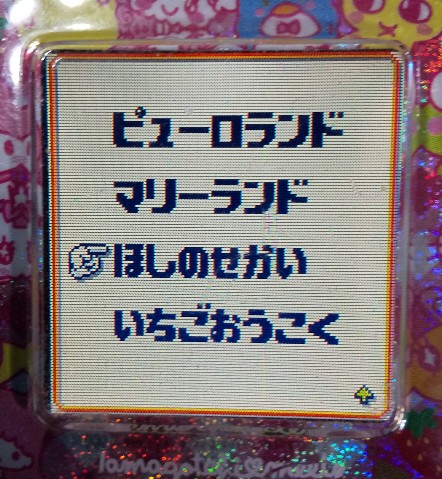 ピューロランド
マリーランド
ほしのせかい
いちごおうこく